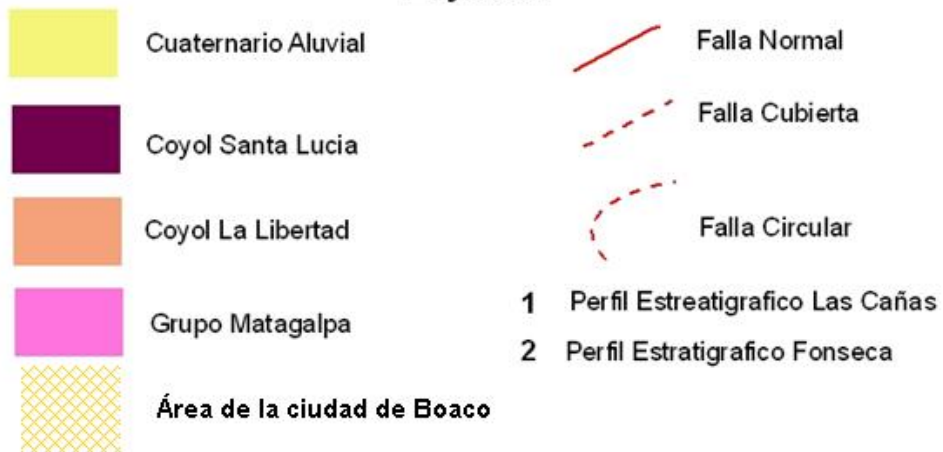 Cuaternario Aluvial
Coyol Santa Lucia
Coyol La Libertad
Grupo Matagalpa
Área de la ciudad de Boaco
Falla Normal
Falla Cubierta
Falla Circular
1 Perfil Estreatigrafico Las Cañas
2 Perfil Estratigrafico Fonseca